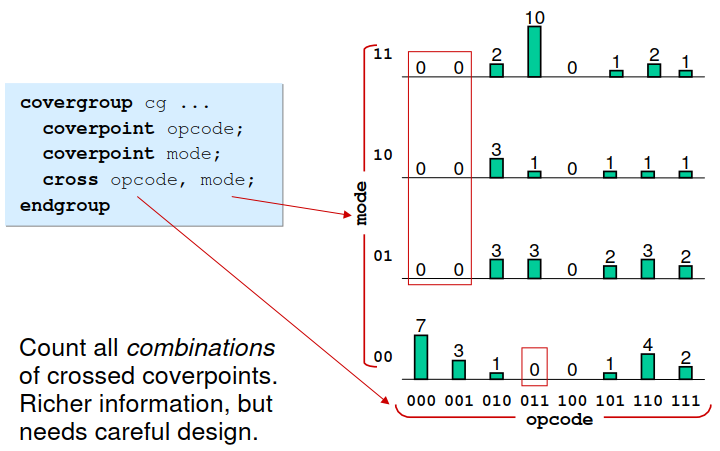 covergroup cg ...
coverpoint opcode;
coverpoint mode;
cross opcode, mode;
endgroup
Count all combinations
of crossed coverpoints.
Richer information, but
needs careful design.
mode
11
0 0 2 10 0 1 2 1
10
0 0 3 1 0 1 1 1
01
0 0 3 3 0 2 3 2
00
7 3 1 0 0 1 4 2
000 001 010 011 100 101 110 111
opcode